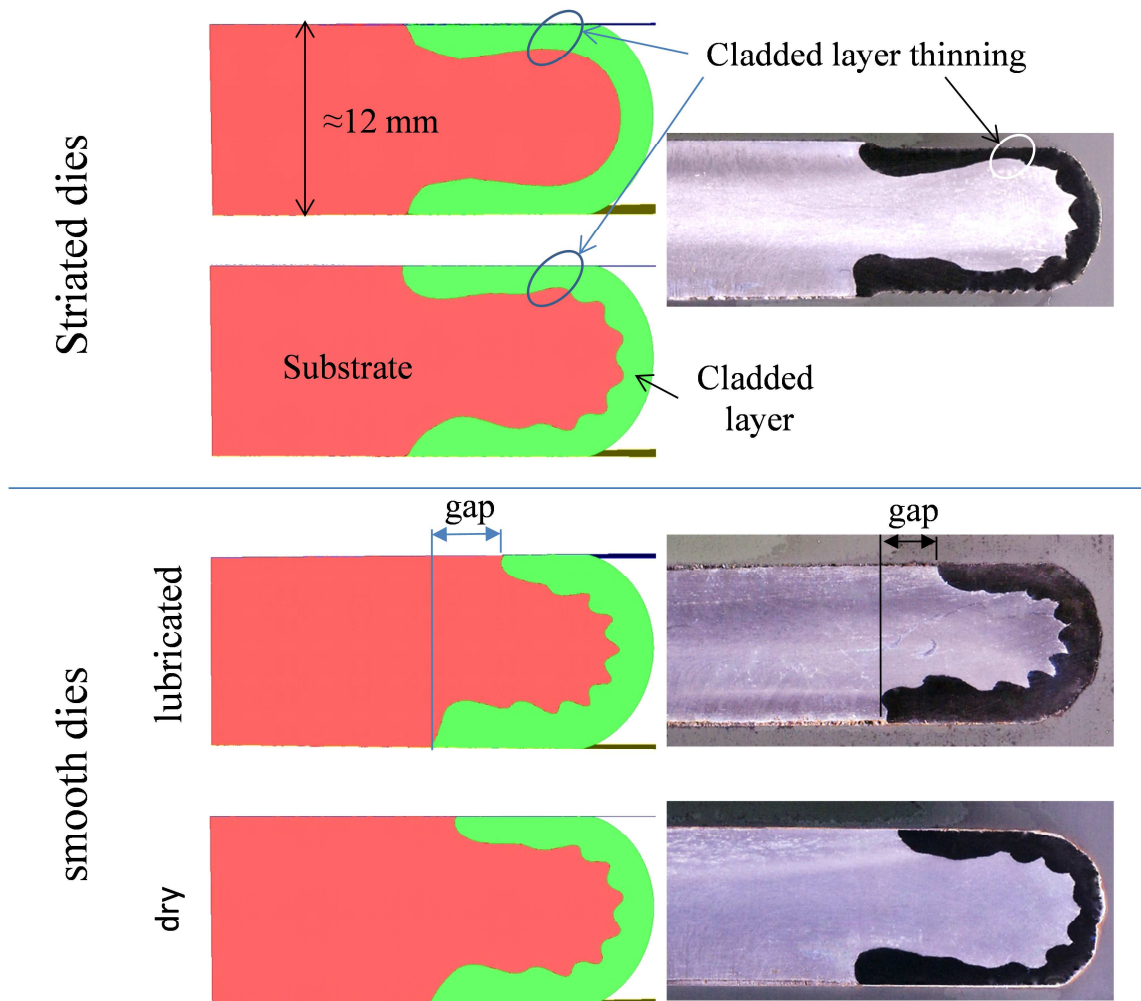 Cladded layer thinning
≈12 mm
Striated dies
Substrate
Cladded
layer
gap
gap
lubricated
smooth dies
dry